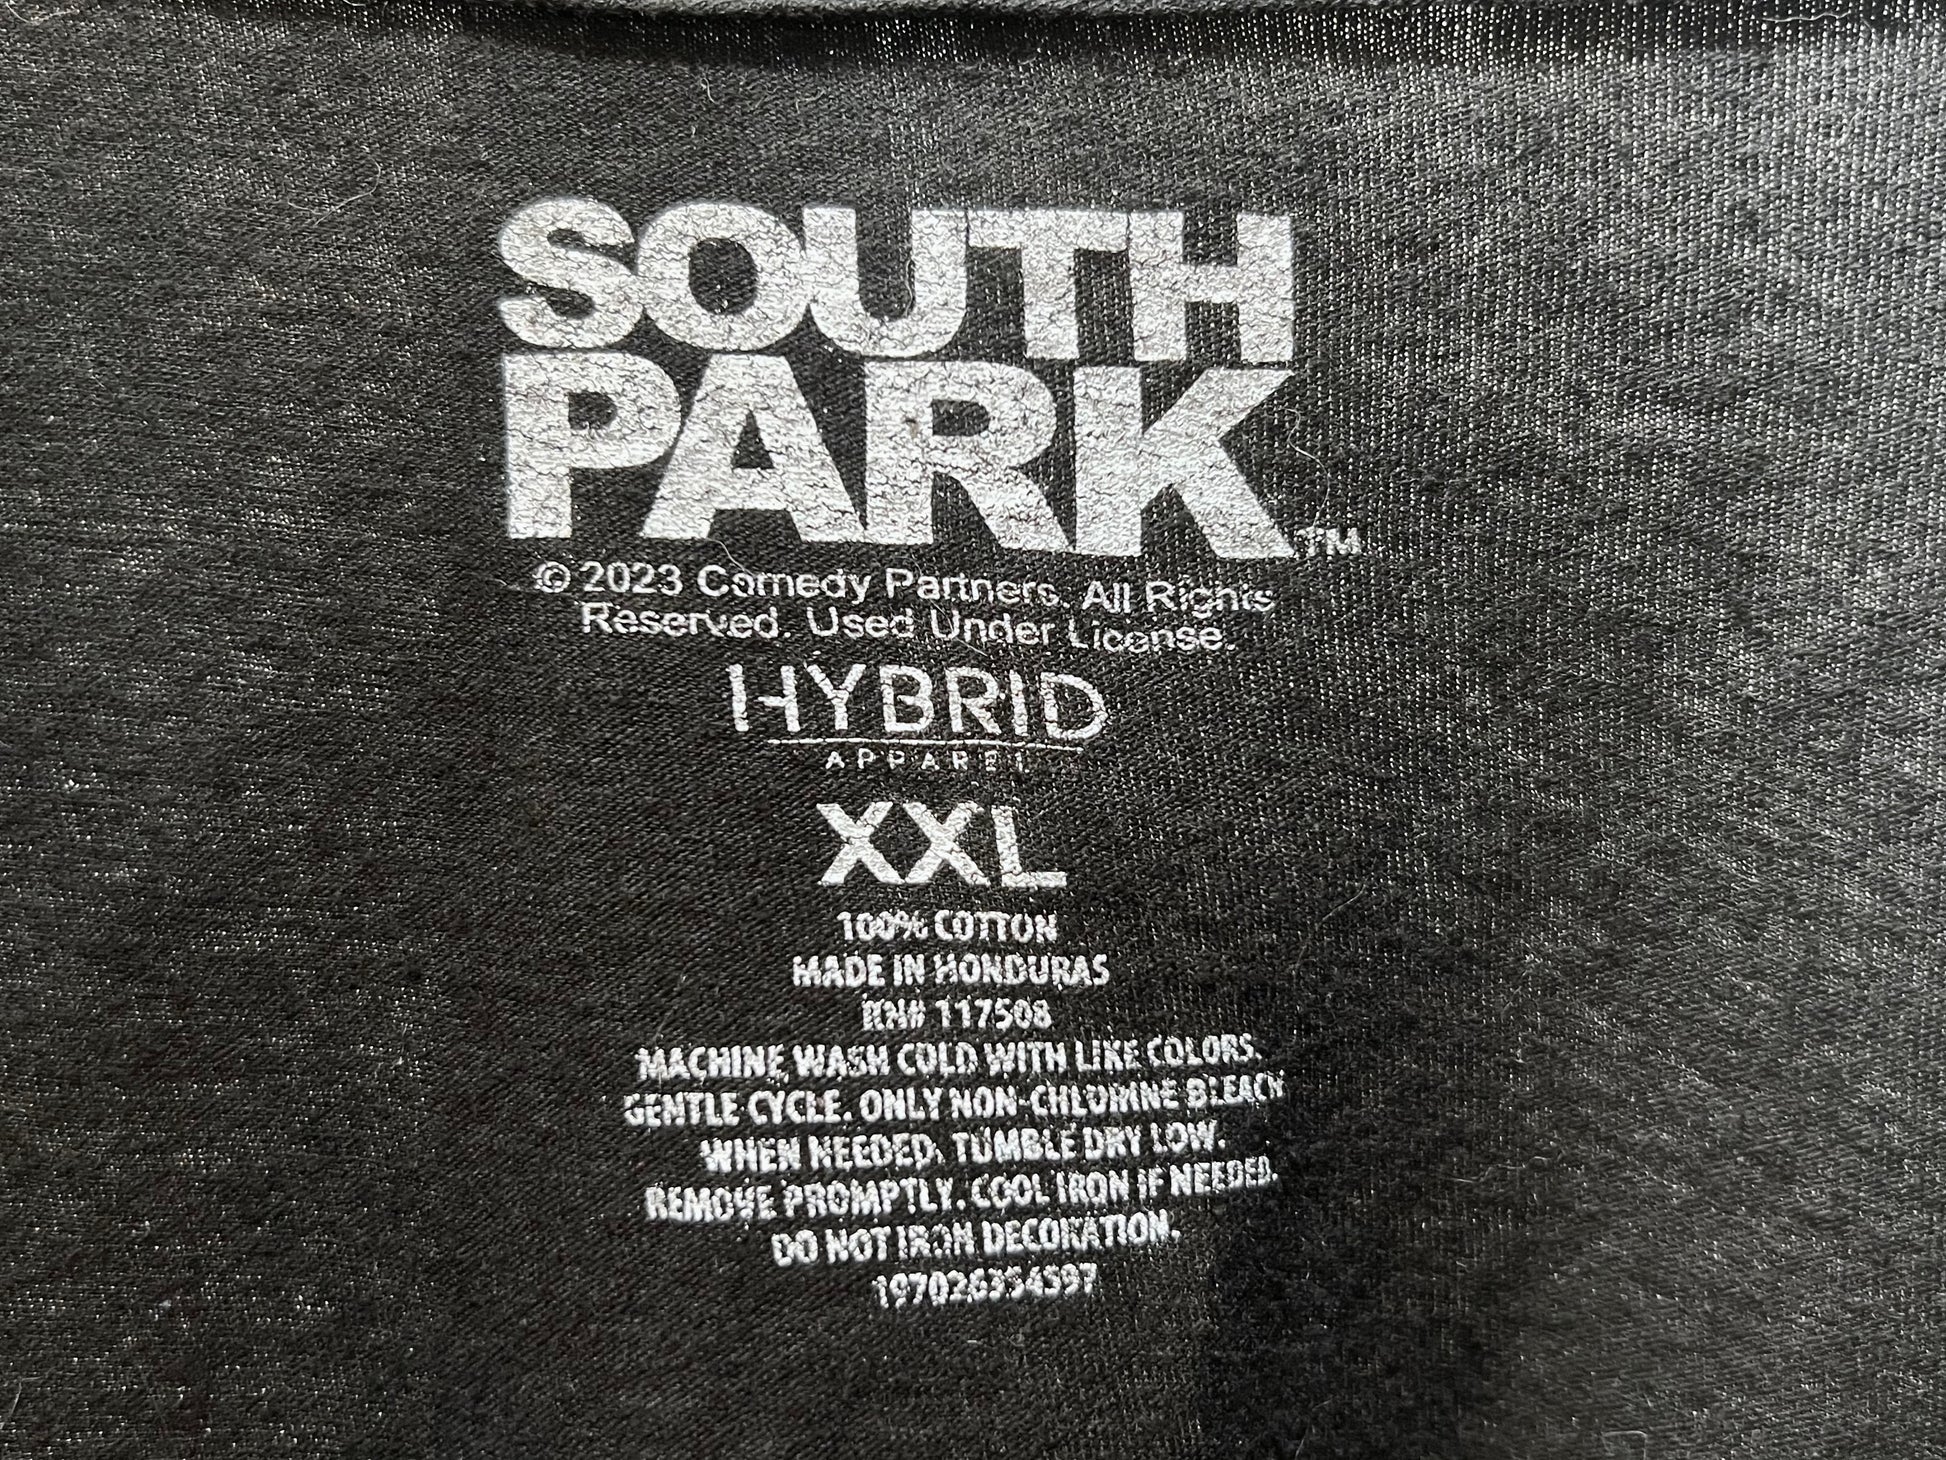 SOUTH
PARK™
© 2023 Comedy Partners. All Rights
Reserved. Used Under License.
HYBRID
APPAREL
XXL
100% COTTON
MADE IN HONDURAS
RN# 117508
MACHINE WASH COLD WITH LIKE COLORS.
GENTLE CYCLE. ONLY NON-CHLORINE BLEACH
WHEN NEEDED. TUMBLE DRY LOW.
REMOVE PROMPTLY. COOL IRON IF NEEDED.
DO NOT IRON DECORATION.
197026354597